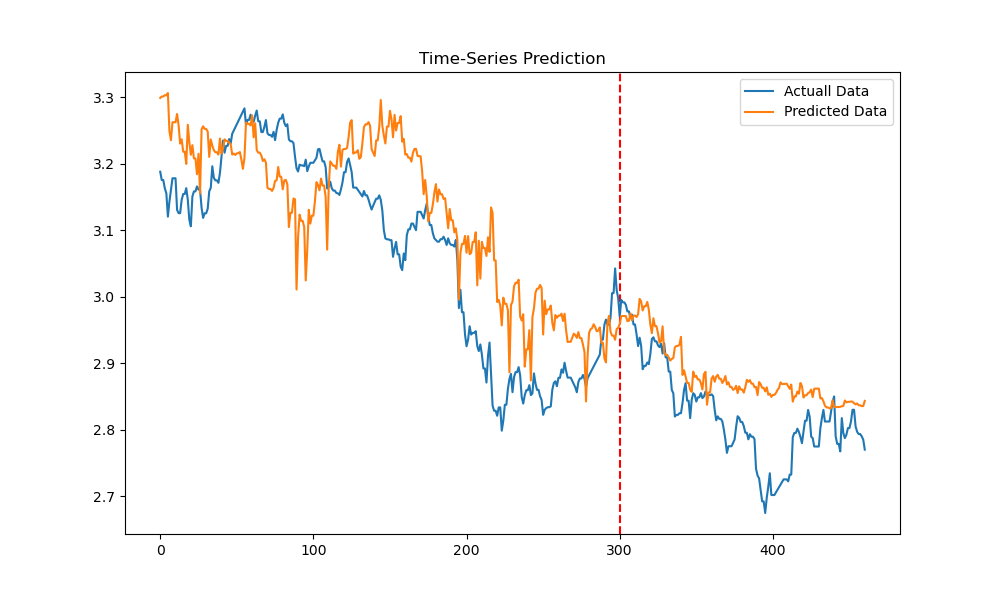 Time-Series Prediction
Actuall Data
Predicted Data
3.3
3.2
3.1
3.0
2.9
2.8
2.7
0 100 200 300 400